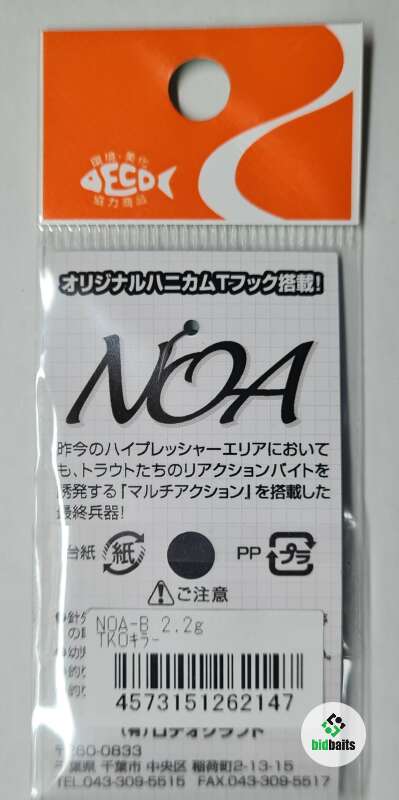 環境・美化
ECO
協力商品
オリジナルハニカムTフック搭載!
NOA
昨今のハイプレッシャーエリアにおいて
も、トラウトたちのリアクションバイトを
誘発する『マルチアクション』を搭載した
最終兵器!
台紙 紙 PP プラ
ご注意
NOA-B 2.2g
TKOキラー
4573151262147
(有)ロデオクラフト
〒260-0833
千葉県 千葉市 中央区 稲荷町2-13-15
TEL.043-309-5515 FAX.043-309-5517
bidbaits